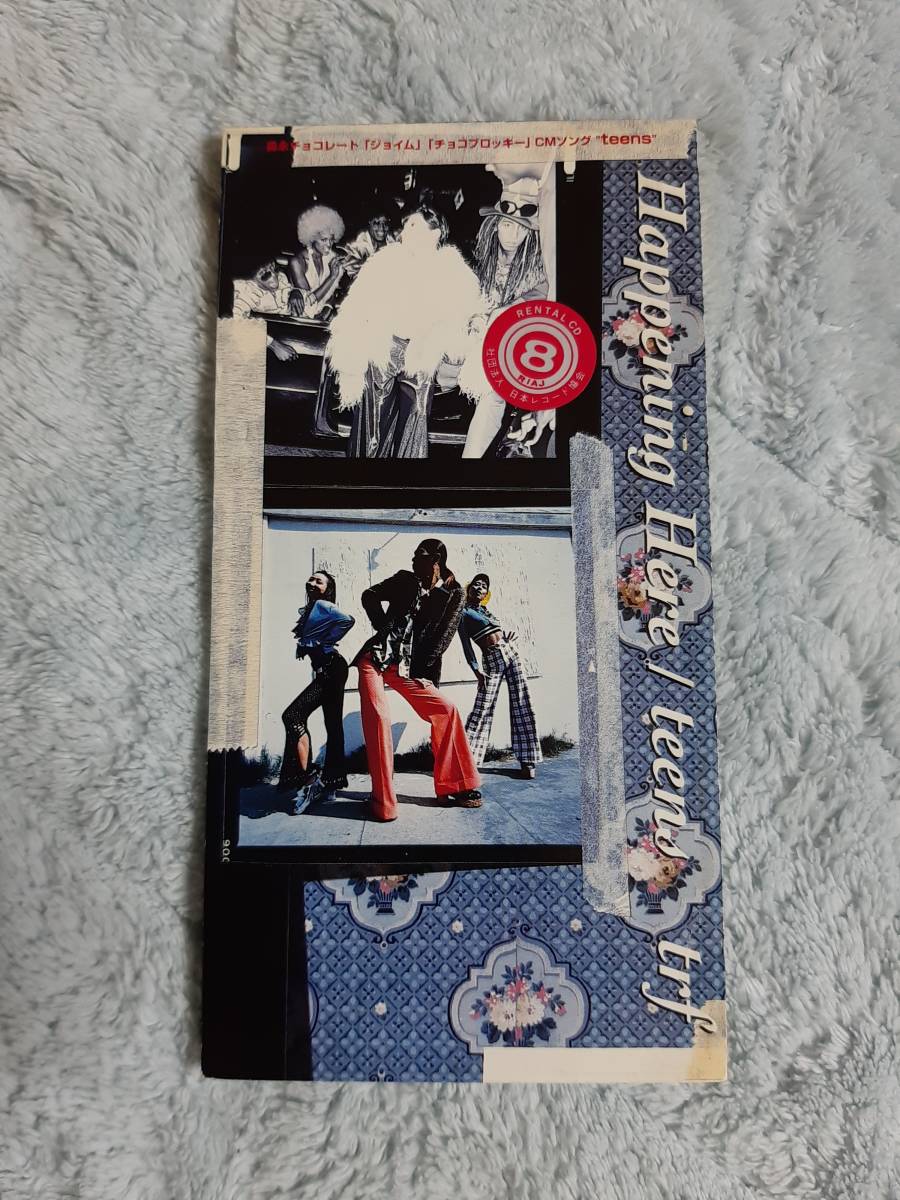 森永チョコレート「ジョイム」「チョコブロッキー」CMソング "teens"
Happening Here / teens trf
RENTAL CD
8
RIAJ
社団法人 日本レコード協会